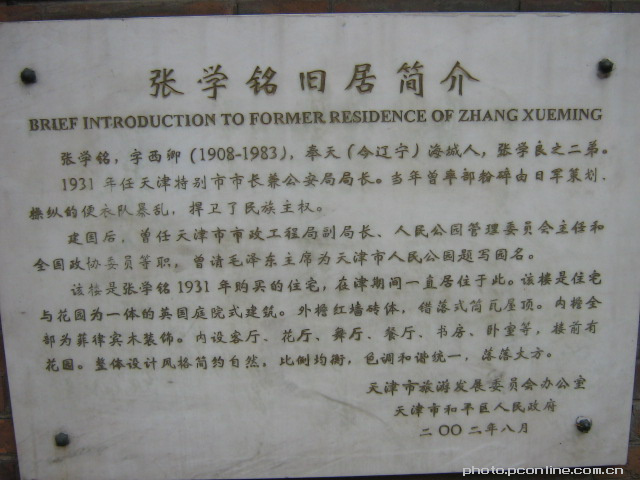 张学铭旧居简介
BRIEF INTRODUCTION TO FORMER RESIDENCE OF ZHANG XUEMING
张学铭，字西卿（1908-1983），奉天（今辽宁）海城人，张学良之二弟。
1931年任天津特别市市长兼公安局局长。当年曾率部粉碎由日军策划、
操纵的便衣队暴乱，捍卫了民族主权。
建国后，曾任天津市市政工程局副局长、人民公园管理委员会主任和
全国政协委员等职，曾请毛泽东主席为天津市人民公园题写园名。
该楼是张学铭1931年购买的住宅，在津期间一直居住于此。该楼是住宅
与花园为一体的英国庭院式建筑。外檐红墙砖体，错落式筒瓦屋顶。内檐全
部为菲律宾木装饰。内设客厅、花厅、舞厅、餐厅、书房、卧室等，楼前有
花园。整体设计风格简约自然，比例均衡，色调和谐统一，落落大方。
天津市旅游发展委员会办公室
天津市和平区人民政府
二〇〇二年八月
photo.pconline.com.cn